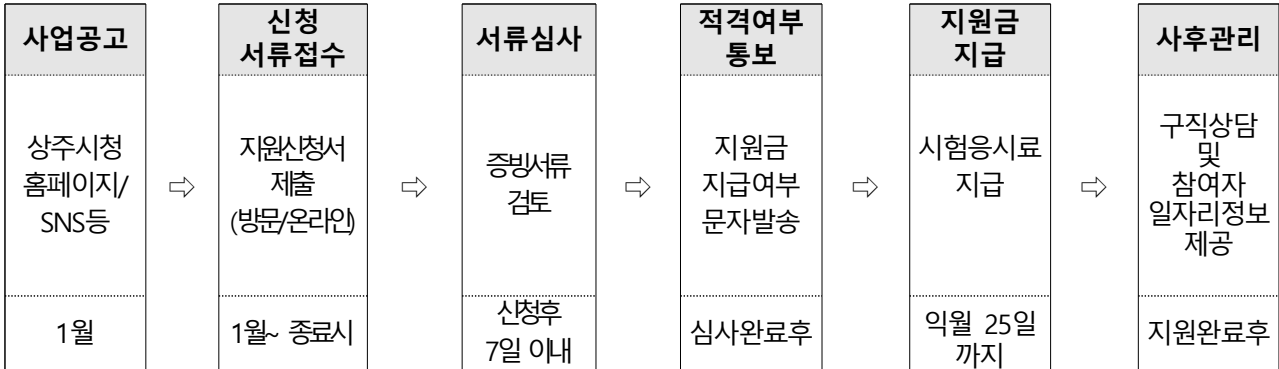 사업공고
상주시청
홈페이지/
SNS등
1월
⇨
신청
서류접수
지원신청서
제출
(방문/온라인)
1월~ 종료시
⇨
서류심사
증빙서류
검토
신청후
7일 이내
⇨
적격여부
통보
지원금
지급여부
문자발송
심사완료후
⇨
지원금
지급
시험응시료
지급
익월 25일
까지
⇨
사후관리
구직상담
및
참여자
일자리정보
제공
지원완료후